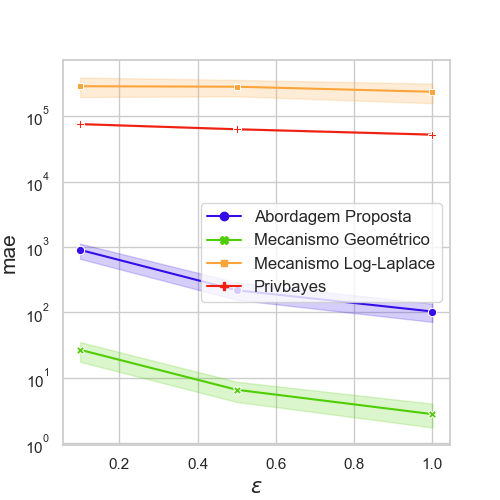 10^5
10^4
10^3
10^2
10^1
10^0
mae
Abordagem Proposta
Mecanismo Geométrico
Mecanismo Log-Laplace
Privbayes
0.2 0.4 0.6 0.8 1.0
ε